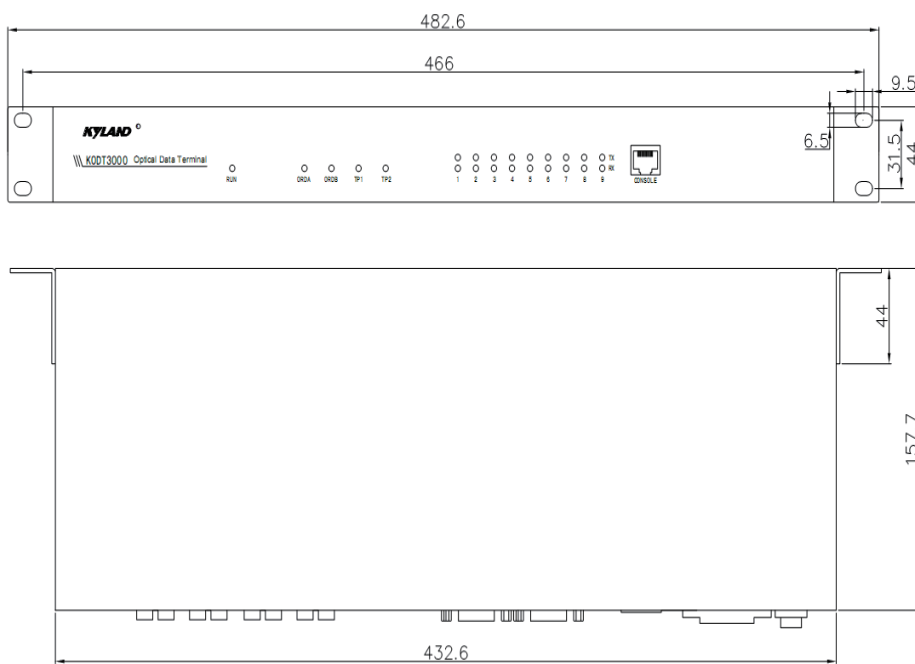 482.6
466
9.5
KYLAND ®
\\\ KODT3000 Optical Data Terminal
6.5
31.5
44
TX
RX
RUN ORDA ORDB TP1 TP2 1 2 3 4 5 6 7 8 9 CONSOLE
44
157.7
432.6